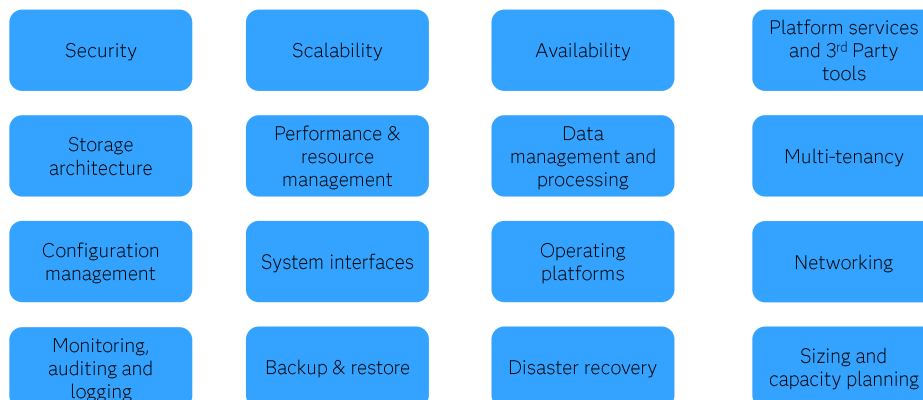 Security
Scalability
Availability
Platform services
and 3rd Party
tools
Storage
architecture
Performance &
resource
management
Data
management and
processing
Multi-tenancy
Configuration
management
System interfaces
Operating
platforms
Networking
Monitoring,
auditing and
logging
Backup & restore
Disaster recovery
Sizing and
capacity planning